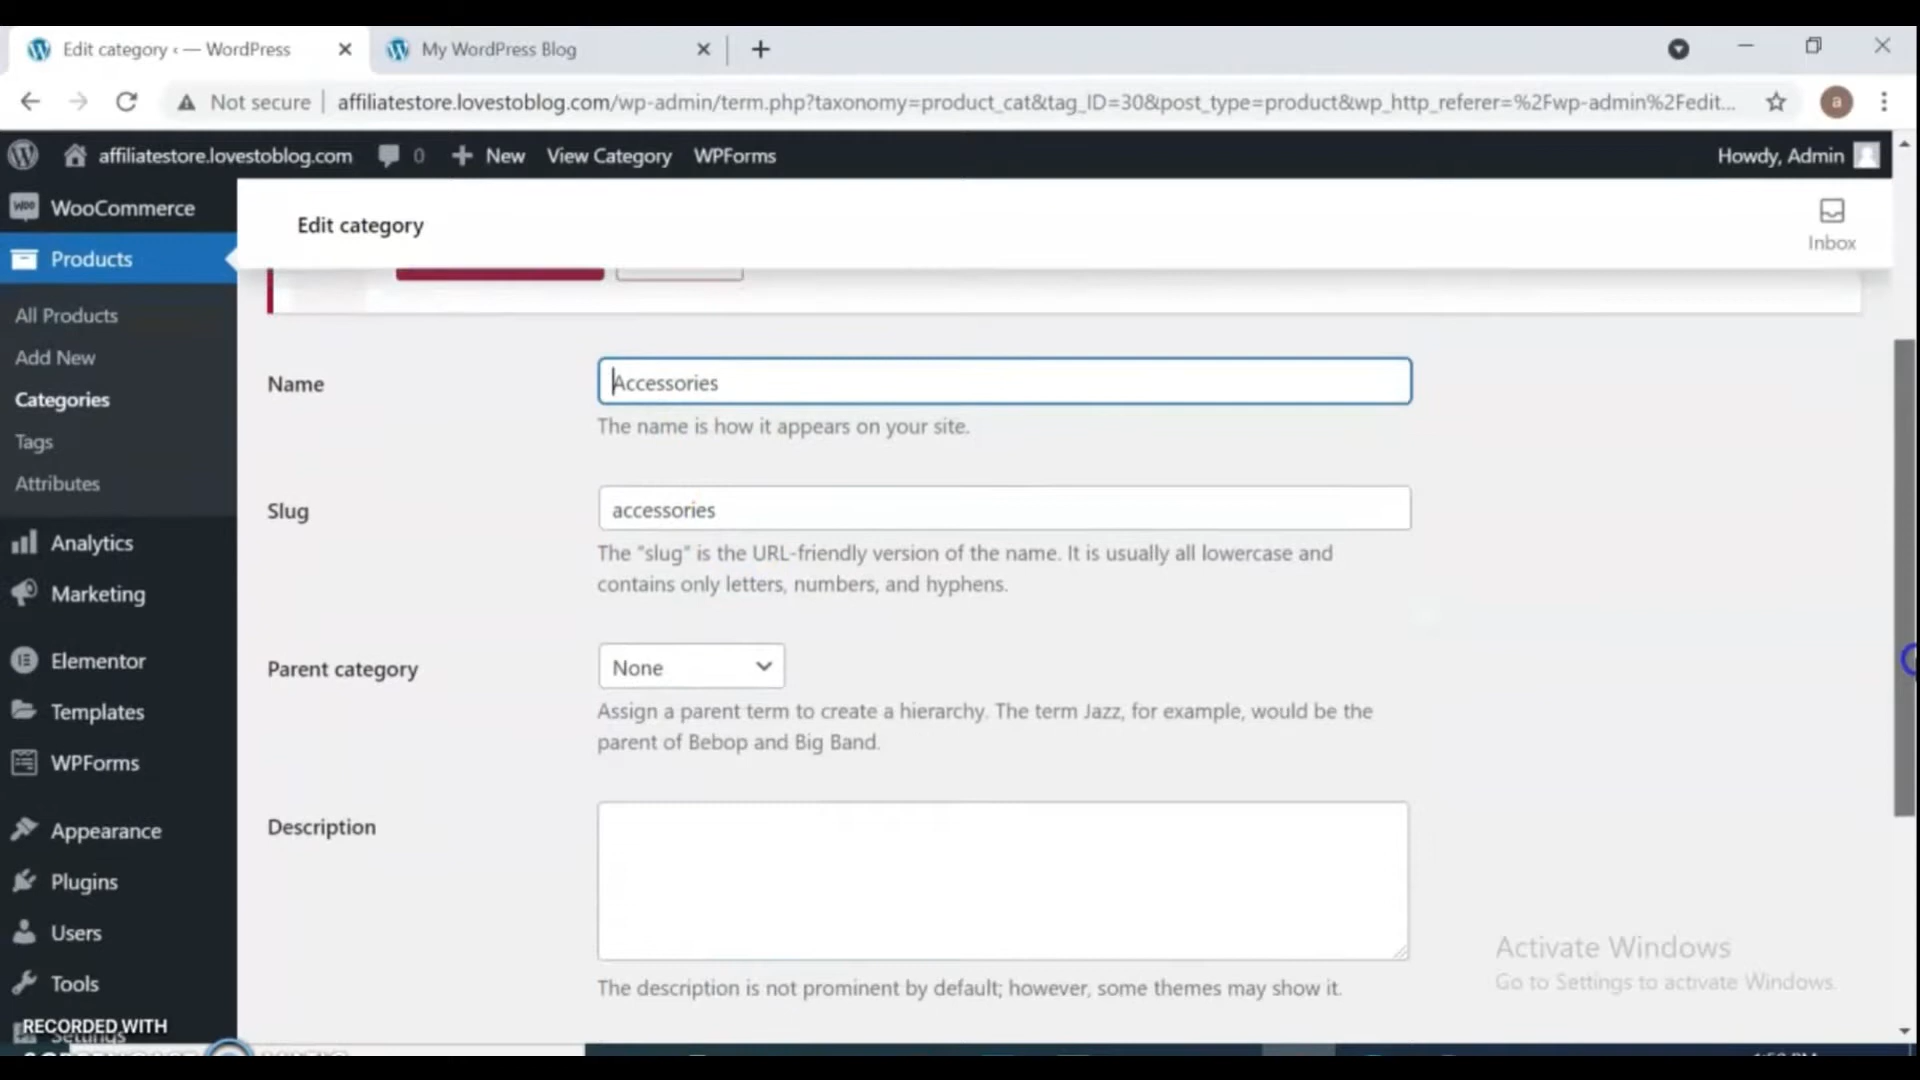 Edit category ‹ — WordPress
My WordPress Blog
Not secure
affiliatestore.lovestoblog.com/wp-admin/term.php?taxonomy=product_cat&tag_ID=30&post_type=product&wp_http_referer=%2Fwp-admin%2Fedit...
a
affiliatestore.lovestoblog.com
0
New
View Category
WPForms
Howdy, Admin
WOO
WooCommerce
Products
All Products
Add New
Categories
Tags
Attributes
Analytics
Marketing
Elementor
Templates
WPForms
Appearance
Plugins
Users
Tools
Settings
Edit category
Inbox
Name
Accessories
The name is how it appears on your site.
Slug
accessories
The "slug" is the URL-friendly version of the name. It is usually all lowercase and
contains only letters, numbers, and hyphens.
Parent category
None
Assign a parent term to create a hierarchy. The term Jazz, for example, would be the
parent of Bebop and Big Band.
Description
The description is not prominent by default; however, some themes may show it.
Activate Windows
Go to Settings to activate Windows.
RECORDED WITH